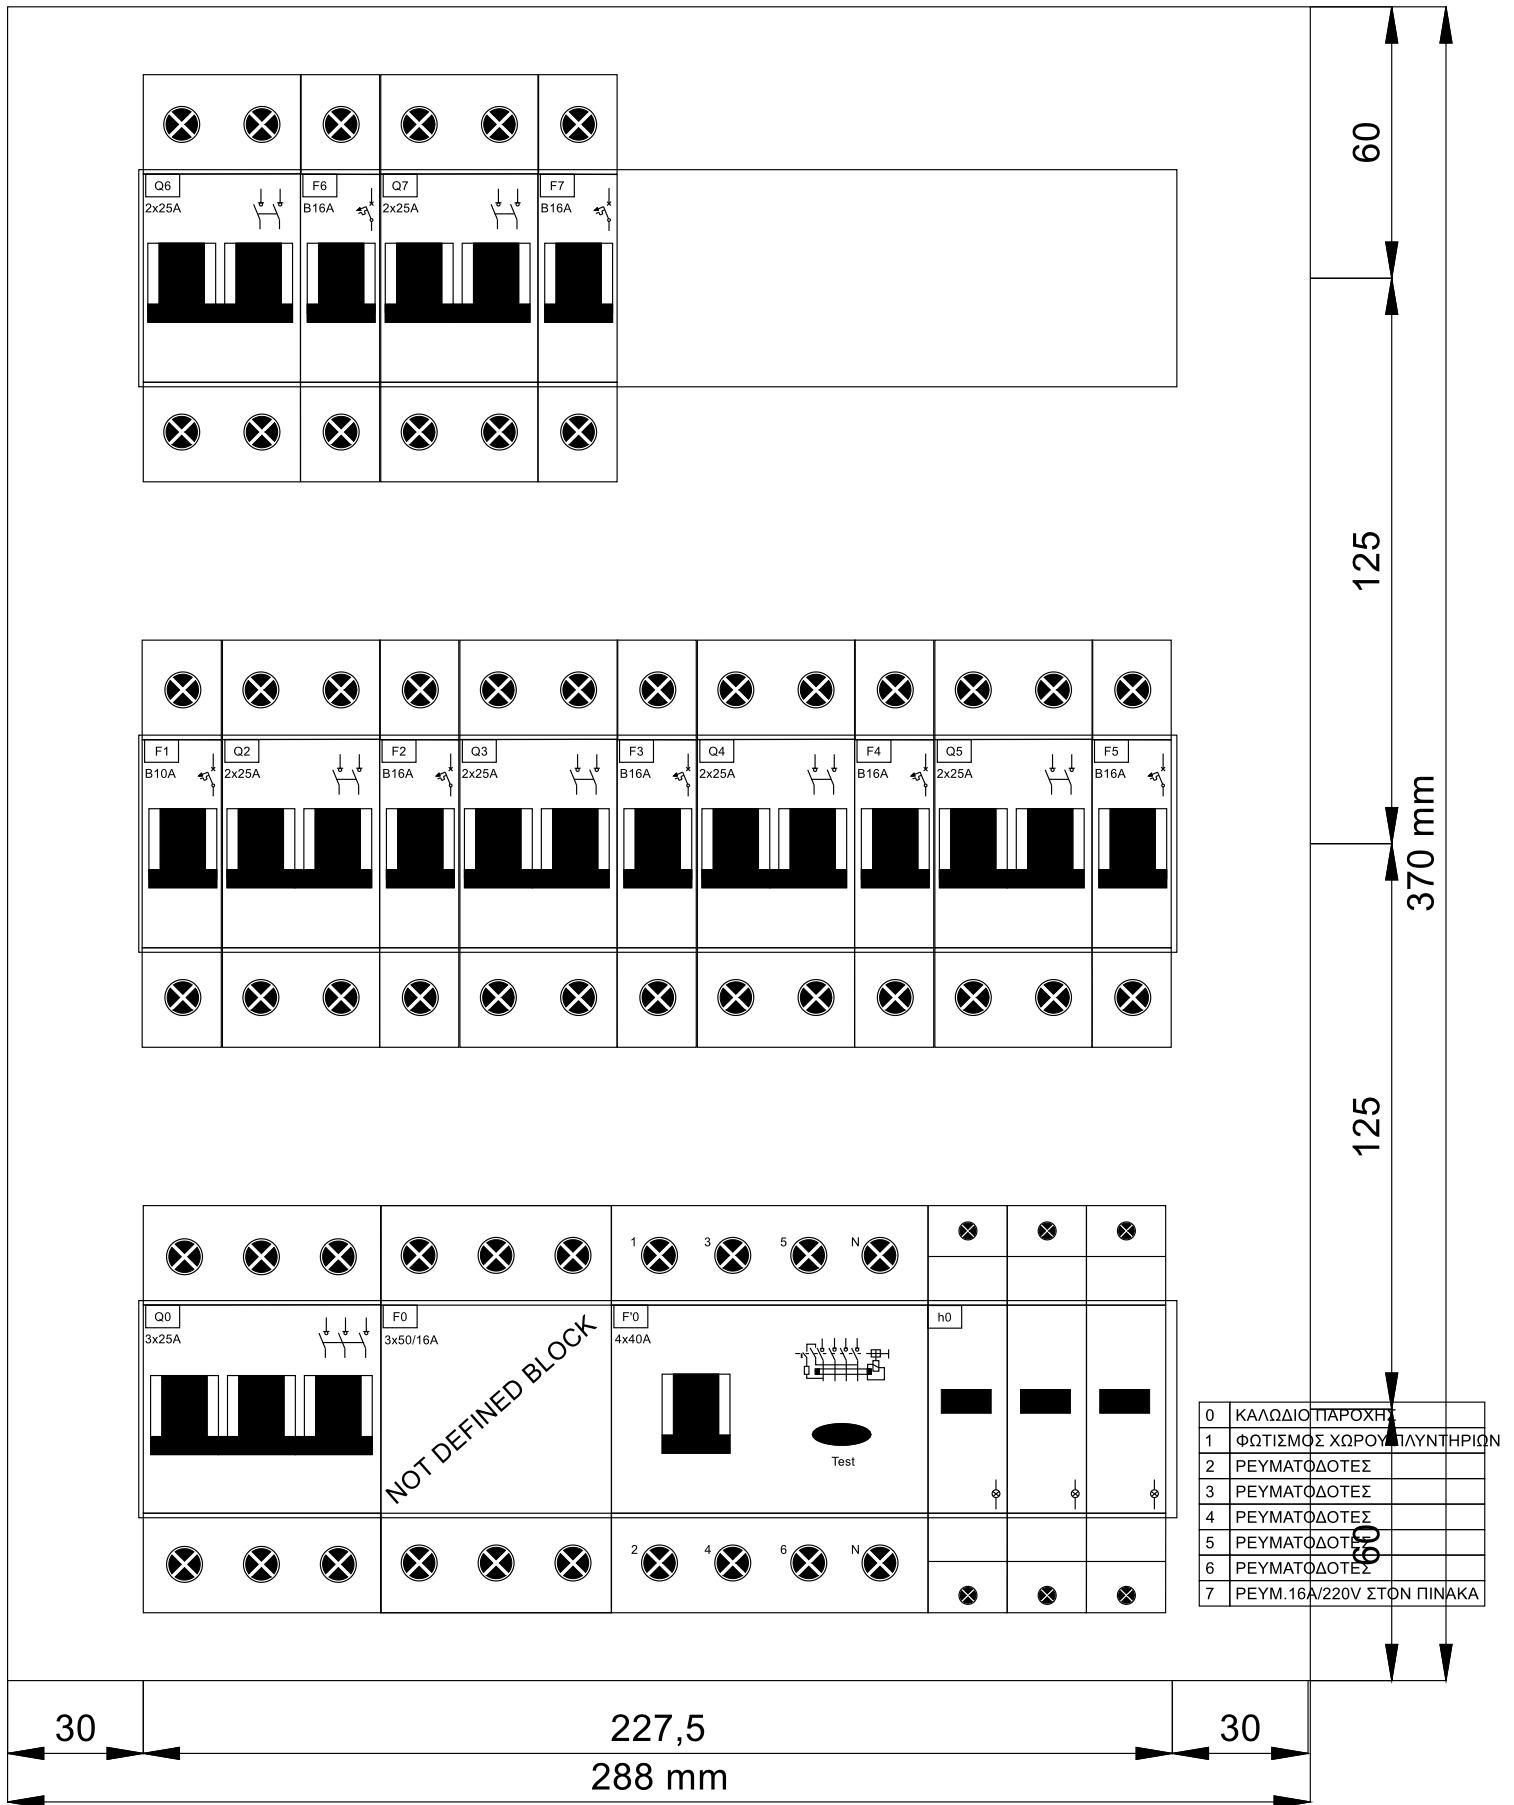 60
Q6
F6
Q7
F7
2x25A
B16A
2x25A
B16A
125
F1
Q2
F2
Q3
F3
Q4
F4
Q5
F5
B10A
2x25A
B16A
2x25A
B16A
2x25A
B16A
2x25A
B16A
370 mm
125
1
3
5
N
Q0
F0
F'0
h0
3x25A
3x50/16A
4x40A
NOT DEFINED BLOCK
Test
2
4
6
N
0 ΚΑΛΩΔΙΟ ΠΑΡΟΧΗΣ
1 ΦΩΤΙΣΜΟΣ ΧΩΡΟΥ ΠΛΥΝΤΗΡΙΩΝ
2 ΡΕΥΜΑΤΟΔΟΤΕΣ
3 ΡΕΥΜΑΤΟΔΟΤΕΣ
4 ΡΕΥΜΑΤΟΔΟΤΕΣ
5 ΡΕΥΜΑΤΟΔΟΤΕΣ
6 ΡΕΥΜΑΤΟΔΟΤΕΣ
7 ΡΕΥΜ.16A/220V ΣΤΟΝ ΠΙΝΑΚΑ
60
30
227,5
30
288 mm